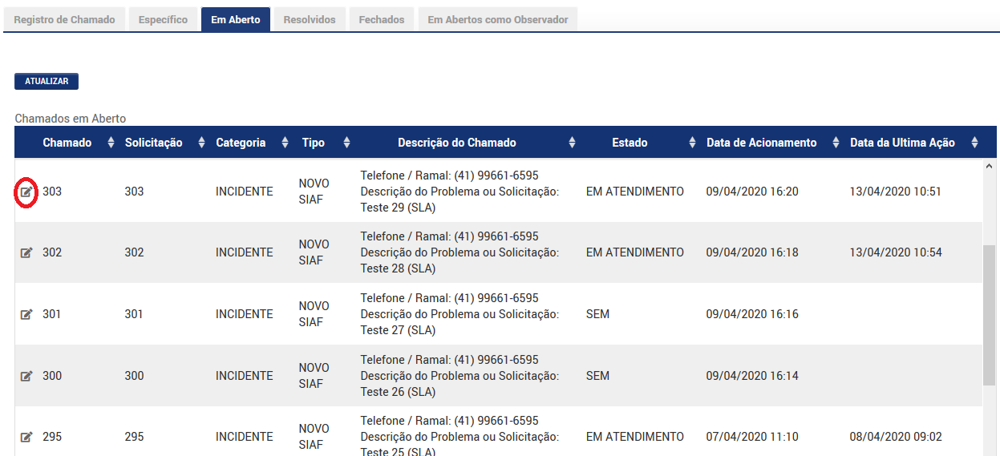 Registro de Chamado Específico Em Aberto Resolvidos Fechados Em Abertos como Observador
ATUALIZAR
Chamados em Aberto
Chamado Solicitação Categoria Tipo Descrição do Chamado Estado Data de Acionamento Data da Ultima Ação
303 303 INCIDENTE NOVO SIAF Telefone / Ramal: (41) 99661-6595
Descrição do Problema ou Solicitação:
Teste 29 (SLA) EM ATENDIMENTO 09/04/2020 16:20 13/04/2020 10:51
302 302 INCIDENTE NOVO SIAF Telefone / Ramal: (41) 99661-6595
Descrição do Problema ou Solicitação:
Teste 28 (SLA) EM ATENDIMENTO 09/04/2020 16:18 13/04/2020 10:54
301 301 INCIDENTE NOVO SIAF Telefone / Ramal: (41) 99661-6595
Descrição do Problema ou Solicitação:
Teste 27 (SLA) SEM 09/04/2020 16:16
300 300 INCIDENTE NOVO SIAF Telefone / Ramal: (41) 99661-6595
Descrição do Problema ou Solicitação:
Teste 26 (SLA) SEM 09/04/2020 16:14
295 295 INCIDENTE NOVO SIAF Telefone / Ramal: (41) 99661-6595
Descrição do Problema ou Solicitação:
Teste 25 (SLA) EM ATENDIMENTO 07/04/2020 11:10 08/04/2020 09:02